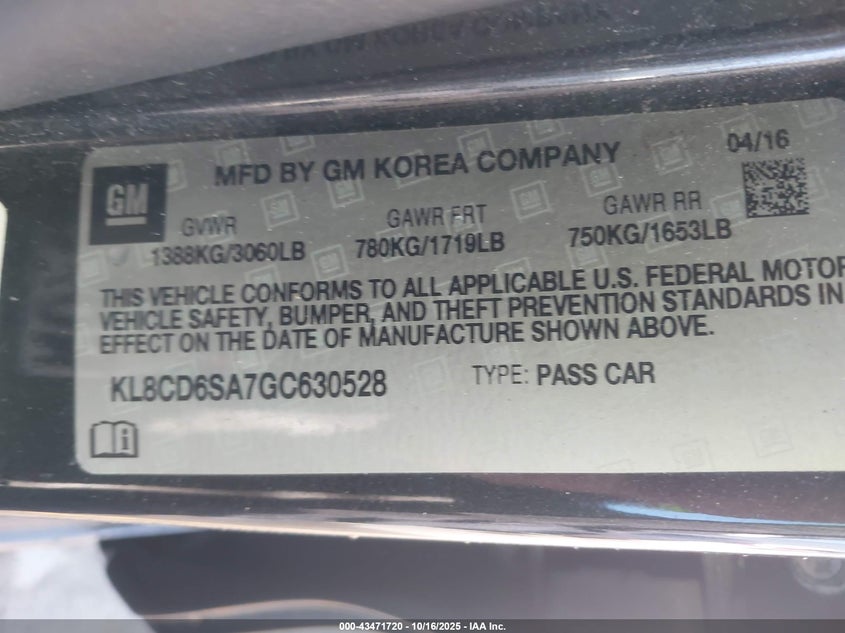 GM
MFD BY GM KOREA COMPANY
04/16
GVWR
GAWR FRT
GAWR RR
1388KG/3060LB
780KG/1719LB
750KG/1653LB
THIS VEHICLE CONFORMS TO ALL APPLICABLE U.S. FEDERAL MOTOR
VEHICLE SAFETY, BUMPER, AND THEFT PREVENTION STANDARDS IN
EFFECT ON THE DATE OF MANUFACTURE SHOWN ABOVE.
KL8CD6SA7GC630528
TYPE: PASS CAR
000-43471720 - 10/16/2025 - IAA Inc.